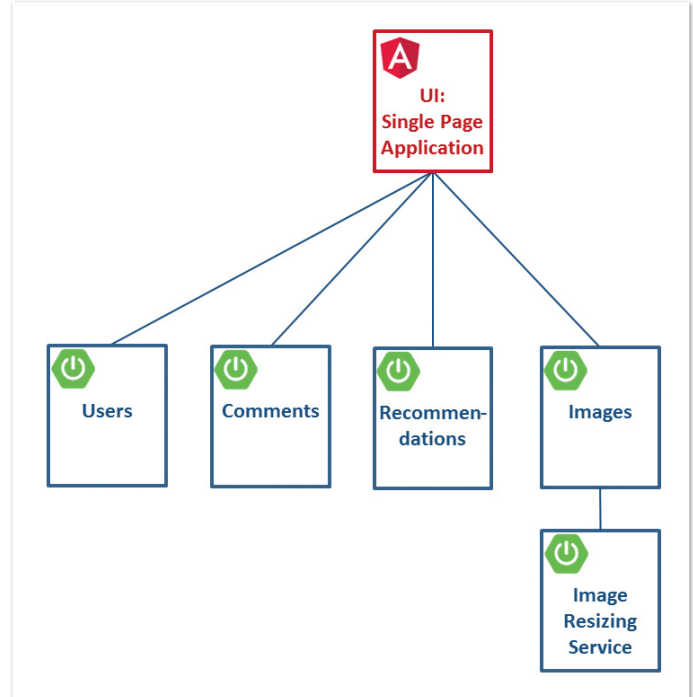 UI:
Single Page
Application
Users
Comments
Recommen-
dations
Images
Image
Resizing
Service